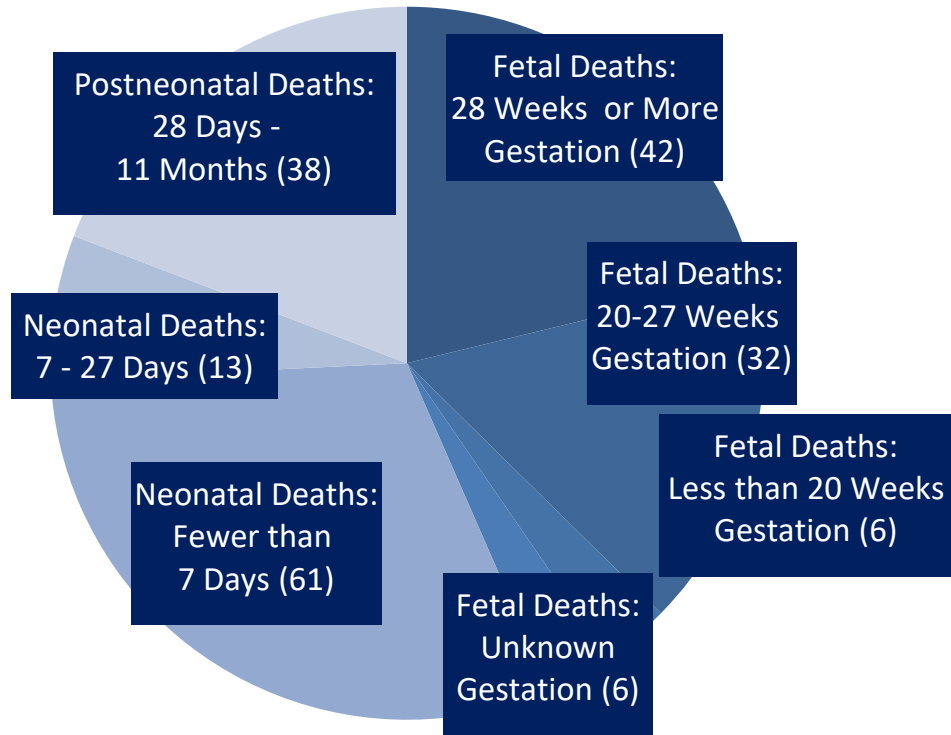 Postneonatal Deaths:
28 Days -
11 Months (38)
Fetal Deaths:
28 Weeks or More
Gestation (42)
Fetal Deaths:
20-27 Weeks
Gestation (32)
Neonatal Deaths:
7 - 27 Days (13)
Fetal Deaths:
Less than 20 Weeks
Gestation (6)
Neonatal Deaths:
Fewer than
7 Days (61)
Fetal Deaths:
Unknown
Gestation (6)